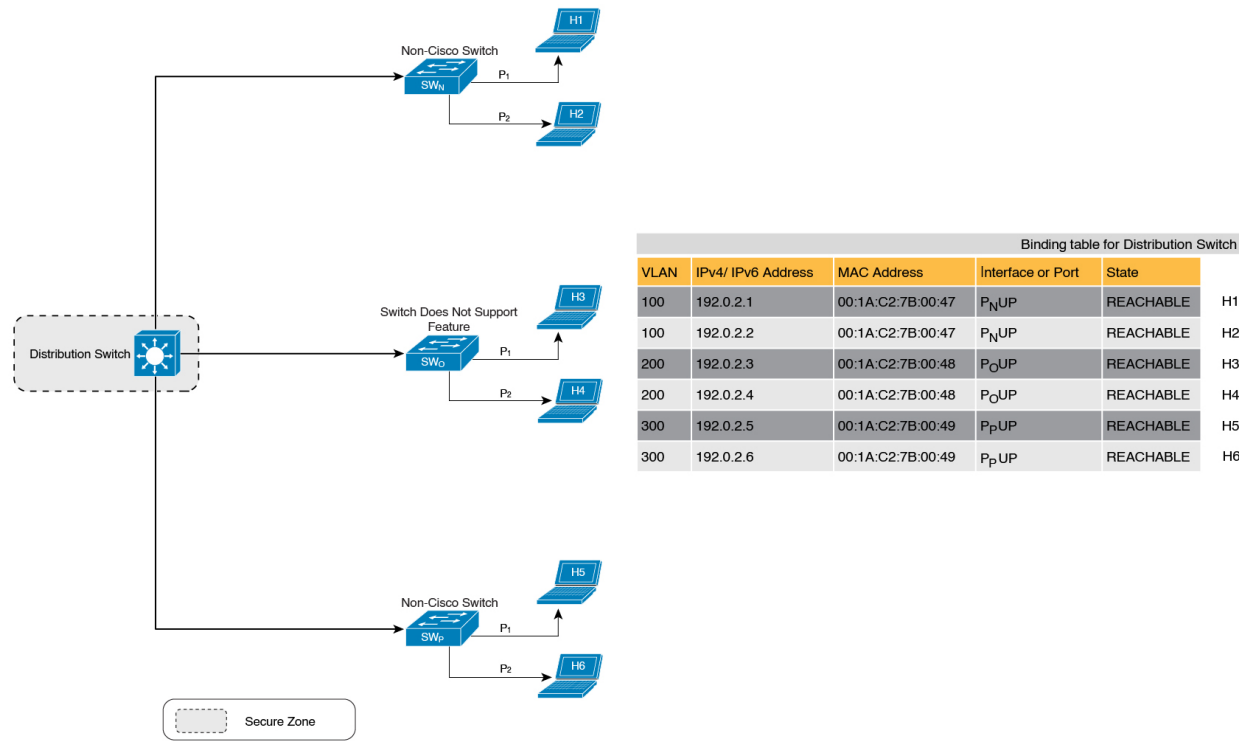 H1
Non-Cisco Switch
P1
SWN
H2
P2
Switch Does Not Support
Feature
H3
Distribution Switch
P1
SWO
P2
H4
H5
Non-Cisco Switch
P1
SWP
P2
H6
Secure Zone
Binding table for Distribution Switch
VLAN IPv4/ IPv6 Address MAC Address Interface or Port State
100 192.0.2.1 00:1A:C2:7B:00:47 PNUP REACHABLE H1
100 192.0.2.2 00:1A:C2:7B:00:47 PNUP REACHABLE H2
200 192.0.2.3 00:1A:C2:7B:00:48 POUP REACHABLE H3
200 192.0.2.4 00:1A:C2:7B:00:48 POUP REACHABLE H4
300 192.0.2.5 00:1A:C2:7B:00:49 PPUP REACHABLE H5
300 192.0.2.6 00:1A:C2:7B:00:49 PPUP REACHABLE H6